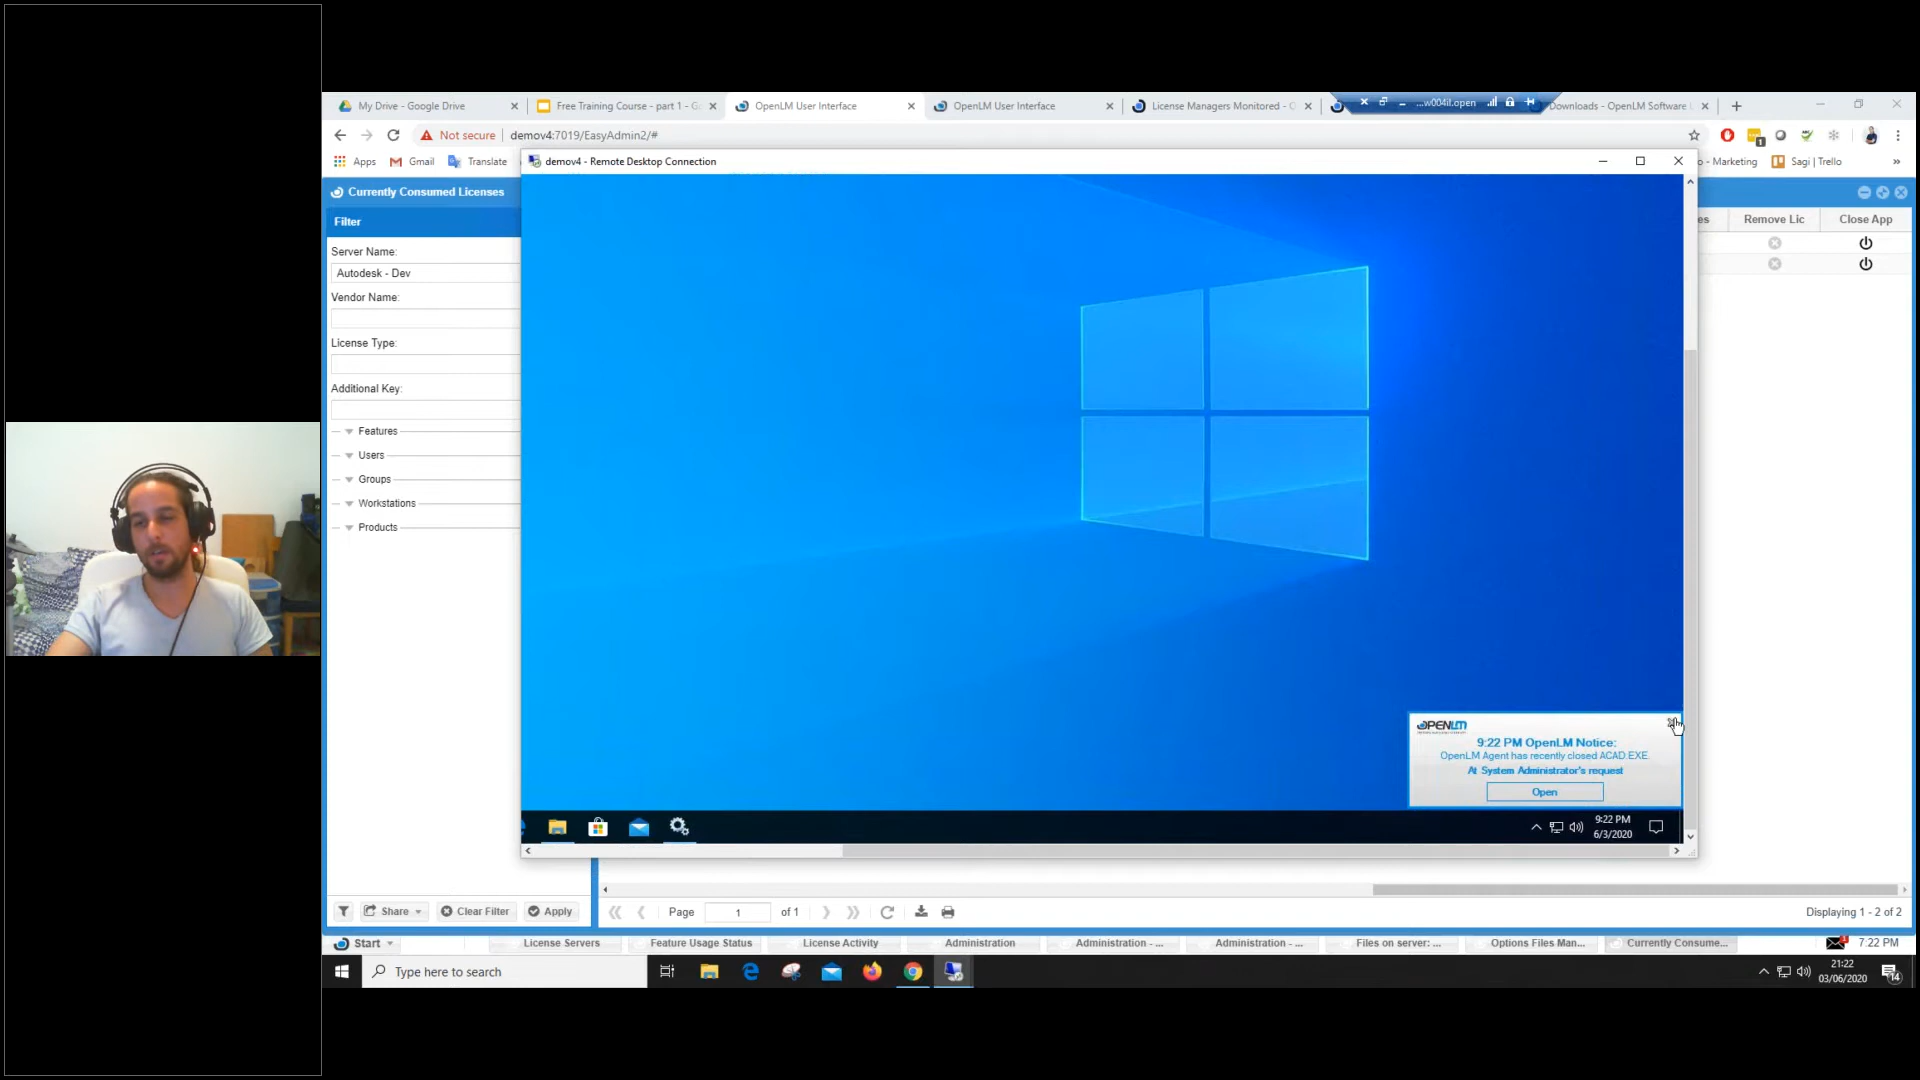 My Drive - Google Drive
Free Training Course - part 1 - G
OpenLM User Interface
OpenLM User Interface
License Managers Monitored - O
...w004il.open
Downloads - OpenLM Software L
Not secure
demov4:7019/EasyAdmin2/#
Apps
Gmail
Translate
demov4 - Remote Desktop Connection
o - Marketing
Sagi | Trello
Currently Consumed Licenses
Filter
es
Remove Lic
Close App
Server Name:
Autodesk - Dev
Vendor Name:
License Type:
Additional Key:
Features
Users
Groups
Workstations
Products
OPENLM
9:22 PM OpenLM Notice:
OpenLM Agent has recently closed ACAD.EXE.
At System Administrator's request
Open
9:22 PM
6/3/2020
Share
Clear Filter
Apply
Page
1
of 1
Displaying 1 - 2 of 2
Start
License Servers
Feature Usage Status
License Activity
Administration
Administration - ...
Administration - ...
Files on server: ...
Options Files Man...
Currently Consume...
7:22 PM
Type here to search
21:22
03/06/2020
14